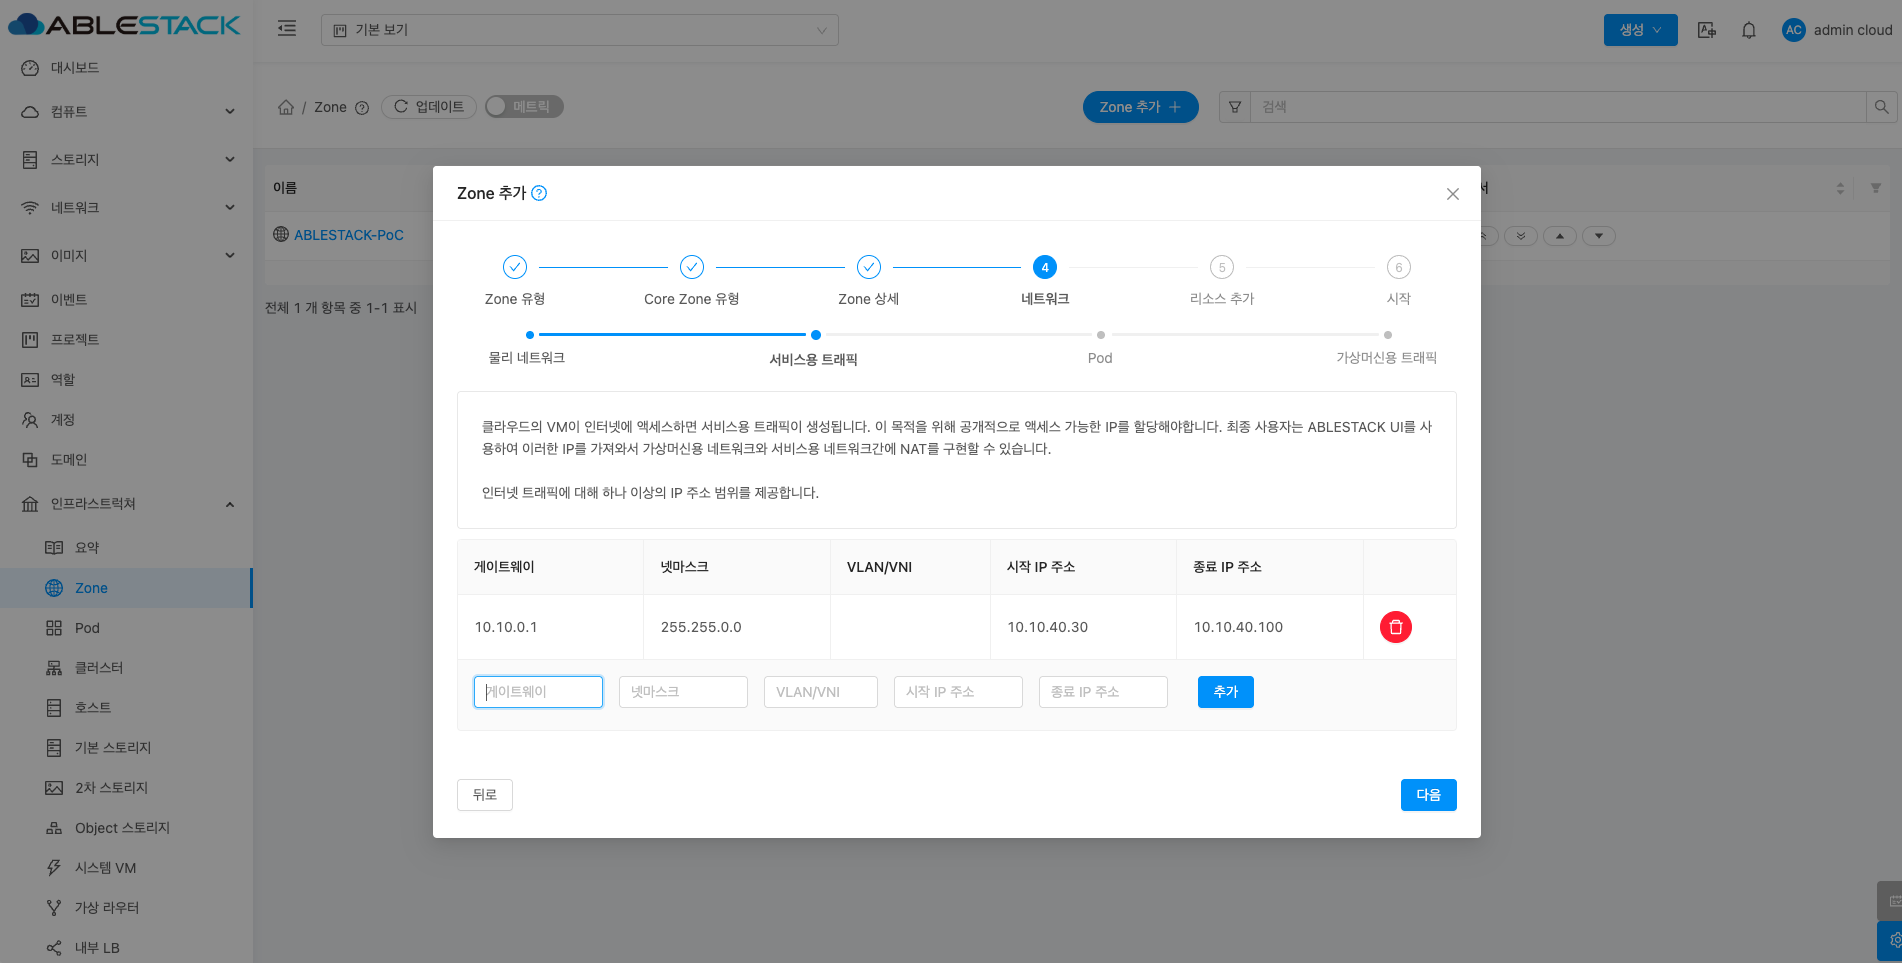 ABLESTACK
기본 보기
생성
AC
admin cloud
대시보드
컴퓨트
스토리지
네트워크
이미지
이벤트
프로젝트
역할
계정
도메인
인프라스트럭쳐
요약
Zone
Pod
클러스터
호스트
기본 스토리지
2차 스토리지
Object 스토리지
시스템 VM
가상 라우터
내부 LB
/ Zone
업데이트
메트릭
Zone 추가
검색
이름
서
ABLESTACK-PoC
전체 1 개 항목 중 1-1 표시
Zone 추가
Zone 유형
Core Zone 유형
Zone 상세
4
네트워크
5
리소스 추가
6
시작
물리 네트워크
서비스용 트래픽
Pod
가상머신용 트래픽
클라우드의 VM이 인터넷에 액세스하면 서비스용 트래픽이 생성됩니다. 이 목적을 위해 공개적으로 액세스 가능한 IP를 할당해야합니다. 최종 사용자는 ABLESTACK UI를 사
용하여 이러한 IP를 가져와서 가상머신용 네트워크와 서비스용 네트워크간에 NAT를 구현할 수 있습니다.
인터넷 트래픽에 대해 하나 이상의 IP 주소 범위를 제공합니다.
게이트웨이 넷마스크 VLAN/VNI 시작 IP 주소 종료 IP 주소
10.10.0.1 255.255.0.0 10.10.40.30 10.10.40.100
게이트웨이 넷마스크 VLAN/VNI 시작 IP 주소 종료 IP 주소 추가
뒤로
다음